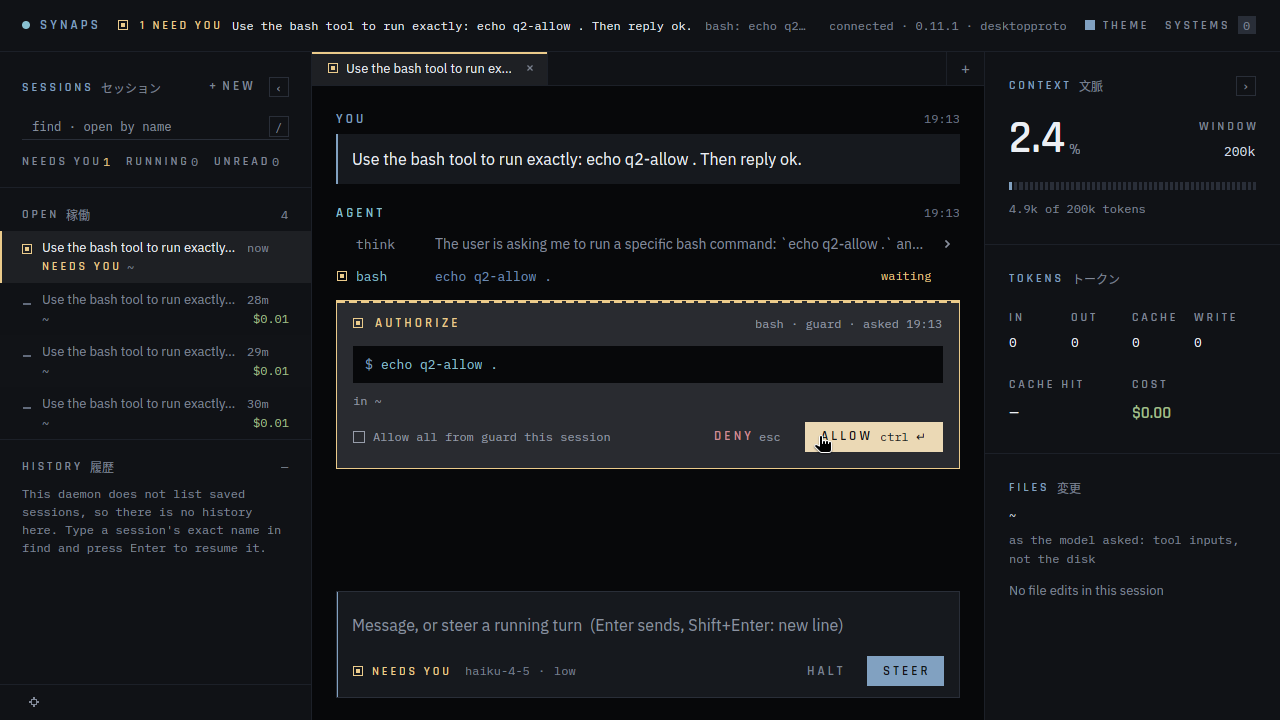 SYNAPS
1 NEED YOU Use the bash tool to run exactly: echo q2-allow . Then reply ok. bash: echo q2…
connected · 0.11.1 · desktopproto
THEME
SYSTEMS 0
SESSIONS セッション
+ NEW
‹
find · open by name
/
NEEDS YOU 1 RUNNING 0 UNREAD 0
OPEN 稼働 4
Use the bash tool to run exactly… now
NEEDS YOU ~
Use the bash tool to run exactly… 28m
~ $0.01
Use the bash tool to run exactly… 29m
~ $0.01
Use the bash tool to run exactly… 30m
~ $0.01
HISTORY 履歴 —
This daemon does not list saved
sessions, so there is no history
here. Type a session's exact name in
find and press Enter to resume it.
Use the bash tool to run ex… ×
+
YOU 19:13
Use the bash tool to run exactly: echo q2-allow . Then reply ok.
AGENT 19:13
think The user is asking me to run a specific bash command: `echo q2-allow .` an… ›
bash echo q2-allow . waiting
AUTHORIZE bash · guard · asked 19:13
$ echo q2-allow .
in ~
Allow all from guard this session
DENY esc
ALLOW ctrl ↵
Message, or steer a running turn (Enter sends, Shift+Enter: new line)
NEEDS YOU haiku-4-5 · low
HALT
STEER
CONTEXT 文脈
›
2.4 %
WINDOW
200k
4.9k of 200k tokens
TOKENS トークン
IN OUT CACHE WRITE
0 0 0 0
CACHE HIT COST
— $0.00
FILES 変更
~
as the model asked: tool inputs,
not the disk
No file edits in this session